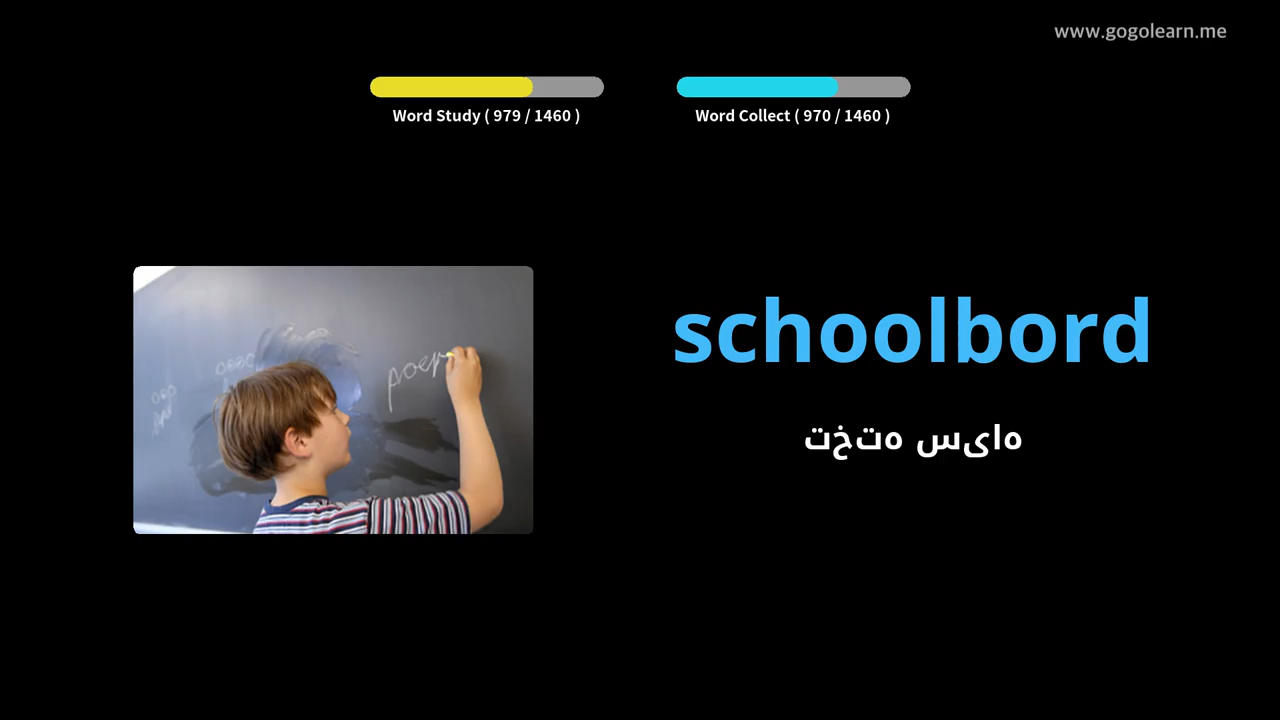 www.gogolearn.me
Word Study ( 979 / 1460 )
Word Collect ( 970 / 1460 )
schoolbord
تخته سیاه